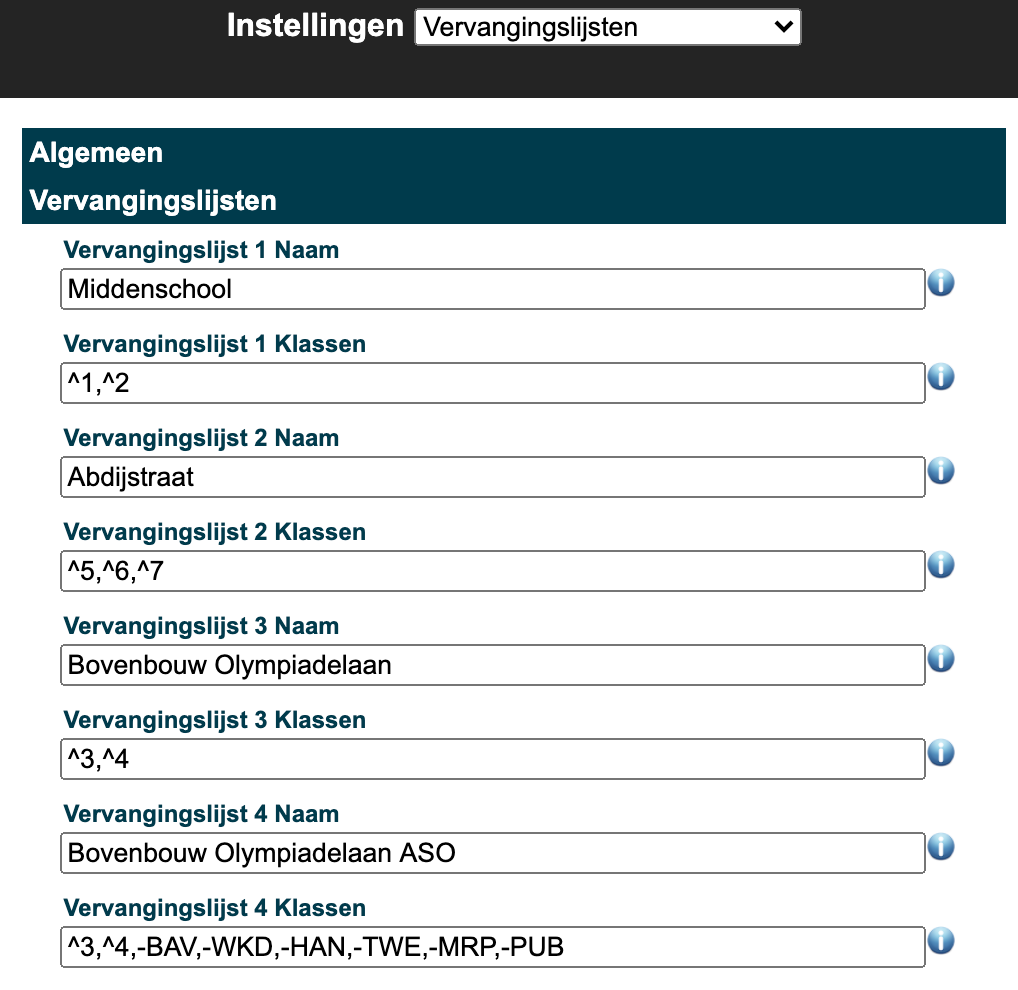 Instellingen Vervangingslijsten
Algemeen
Vervangingslijsten
Vervangingslijst 1 Naam
Middenschool
Vervangingslijst 1 Klassen
^1,^2
Vervangingslijst 2 Naam
Abdijstraat
Vervangingslijst 2 Klassen
^5,^6,^7
Vervangingslijst 3 Naam
Bovenbouw Olympiadelaan
Vervangingslijst 3 Klassen
^3,^4
Vervangingslijst 4 Naam
Bovenbouw Olympiadelaan ASO
Vervangingslijst 4 Klassen
^3,^4,-BAV,-WKD,-HAN,-TWE,-MRP,-PUB